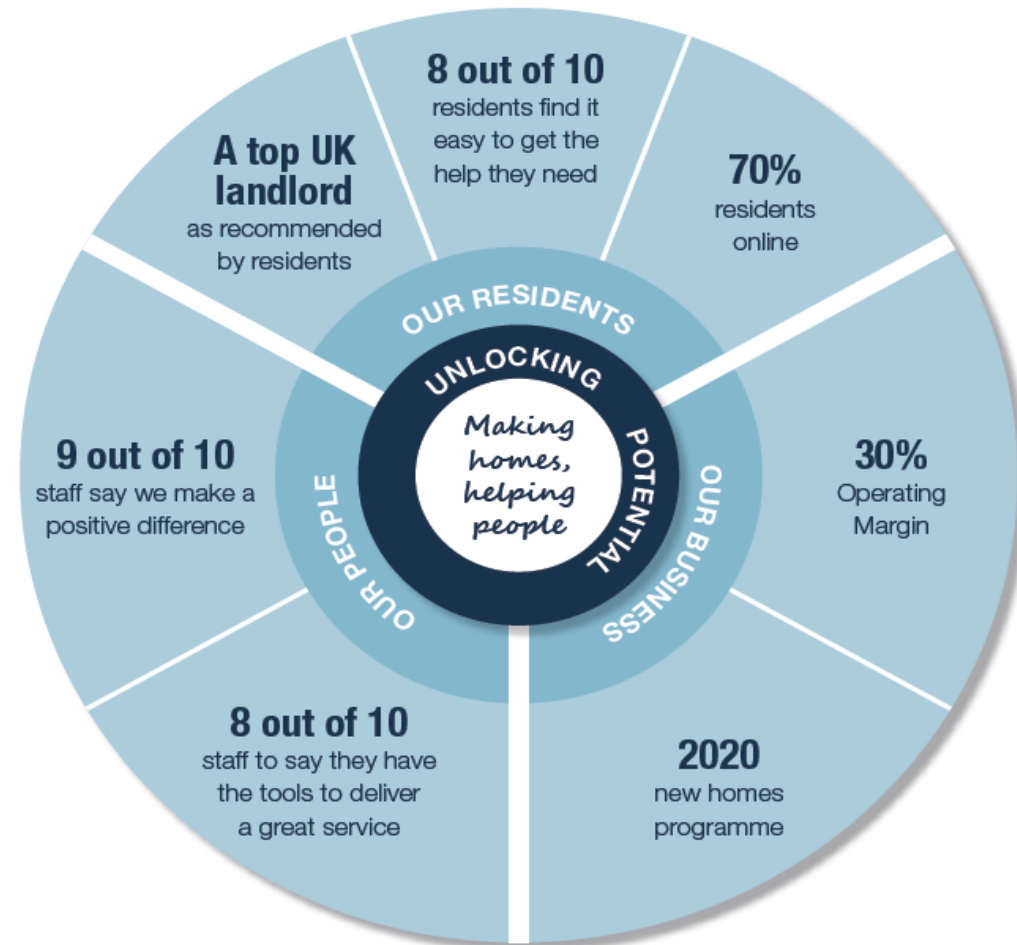 8 out of 10
residents find it
easy to get the
help they need
A top UK
landlord
as recommended
by residents
70%
residents
online
OUR RESIDENTS
UNLOCKING
POTENTIAL
Making
homes,
helping
people
9 out of 10
staff say we make a
positive difference
OUR PEOPLE
OUR BUSINESS
30%
Operating
Margin
8 out of 10
staff to say they have
the tools to deliver
a great service
2020
new homes
programme